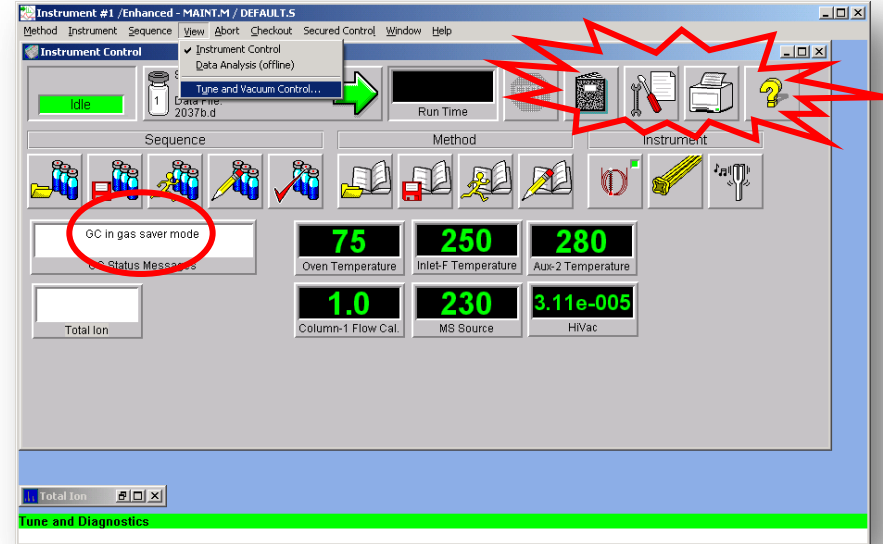 Instrument #1 /Enhanced - MAINT.M / DEFAULT.S
Method Instrument Sequence View Abort Checkout Secured Control Window Help
Instrument Control
Instrument Control
Data Analysis (offline)
Tune and Vacuum Control...
Idle
1
Data File:
2037b.d
Run Time
Sequence Method Instrument
GC in gas saver mode
GC Status Messages
75 250 280
Oven Temperature Inlet-F Temperature Aux-2 Temperature
1.0 230 3.11e-005
Column-1 Flow Cal. MS Source HiVac
Total Ion
Total Ion
Tune and Diagnostics